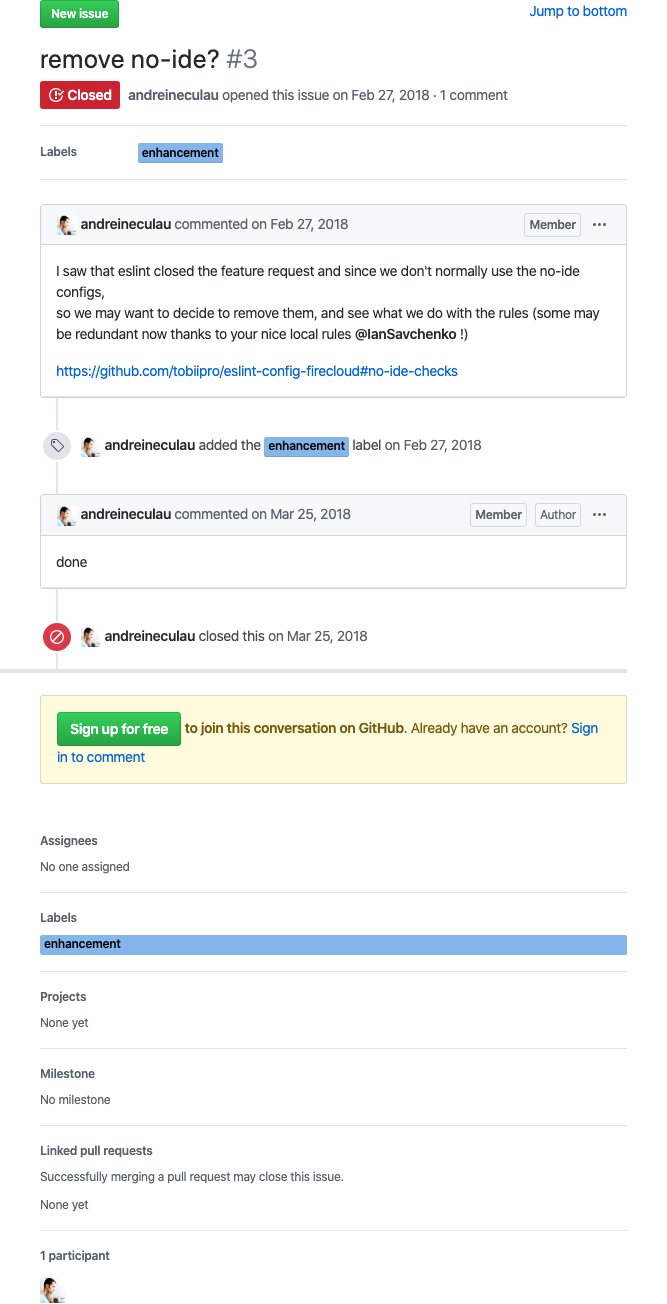 New issue
Jump to bottom
remove no-ide? #3
Closed andreineculau opened this issue on Feb 27, 2018 · 1 comment
Labels enhancement
andreineculau commented on Feb 27, 2018 Member
I saw that eslint closed the feature request and since we don't normally use the no-ide
configs,
so we may want to decide to remove them, and see what we do with the rules (some may
be redundant now thanks to your nice local rules @IanSavchenko !)
https://github.com/tobiipro/eslint-config-firecloud#no-ide-checks
andreineculau added the enhancement label on Feb 27, 2018
andreineculau commented on Mar 25, 2018 Member Author
done
andreineculau closed this on Mar 25, 2018
Sign up for free to join this conversation on GitHub. Already have an account? Sign
in to comment
Assignees
No one assigned
Labels
enhancement
Projects
None yet
Milestone
No milestone
Linked pull requests
Successfully merging a pull request may close this issue.
None yet
1 participant